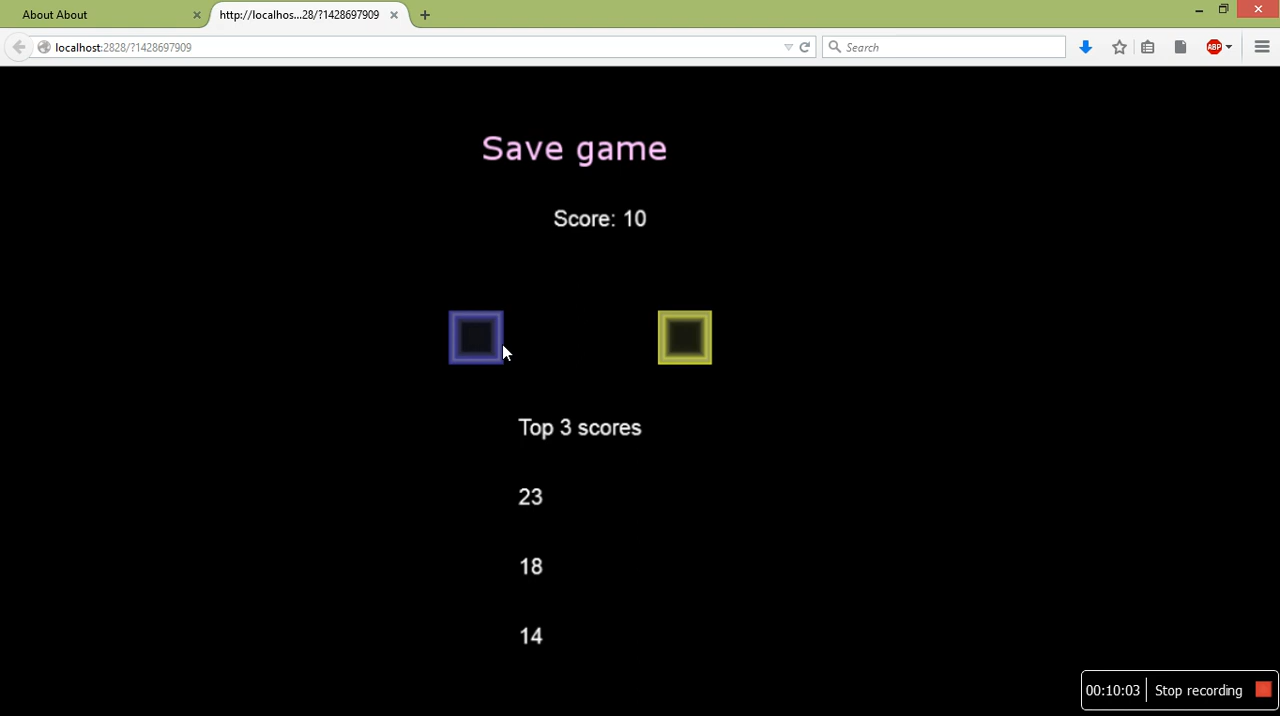 About About
http://localhos...28/?1428697909
localhost:2828/?1428697909
Search
ABP
Save game
Score: 10
Top 3 scores
23
18
14
00:10:03 Stop recording